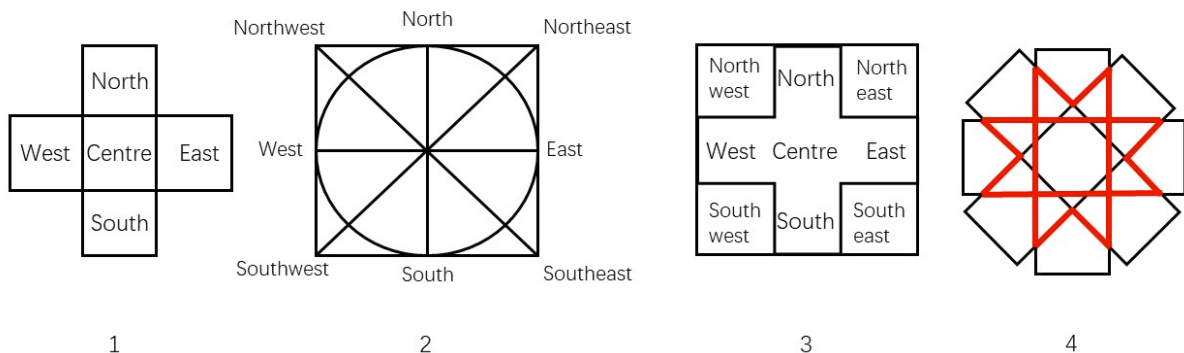 North
West Centre East
South
1
Northwest North Northeast
West East
Southwest South Southeast
2
North
west
North
North
east
West Centre East
South
west
South
South
east
3
4